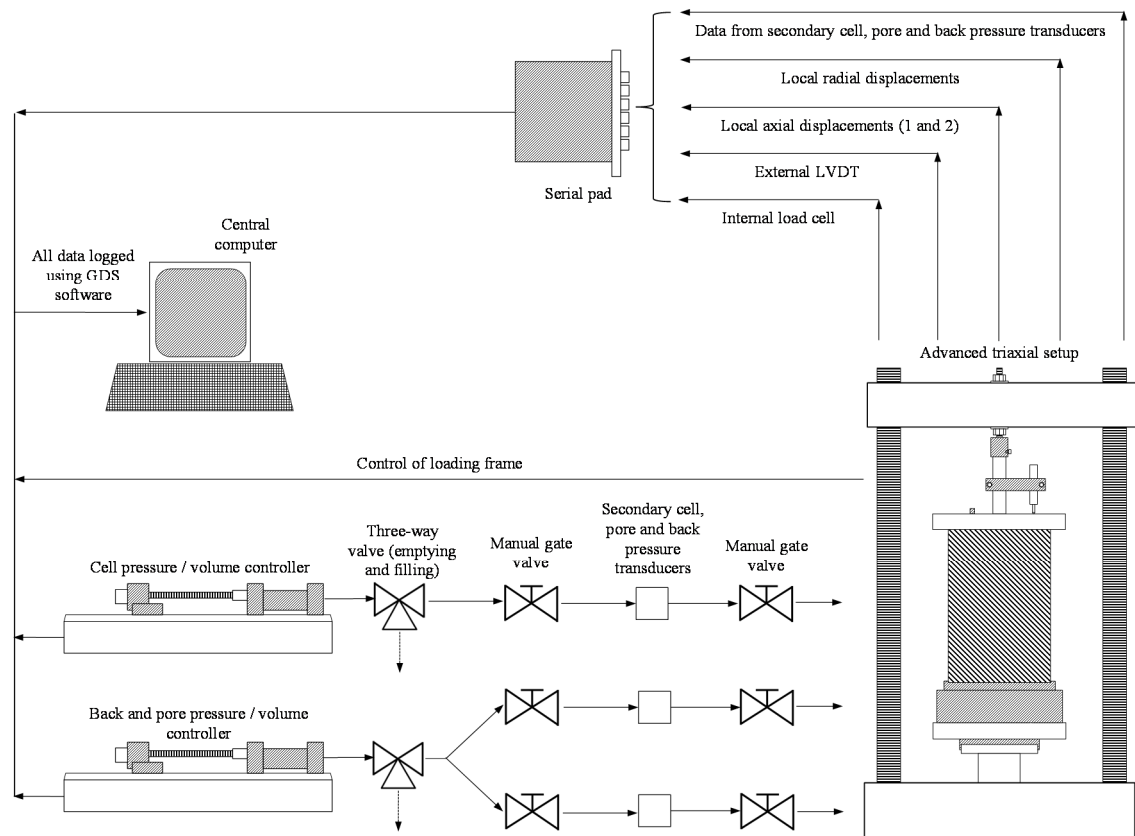 Data from secondary cell, pore and back pressure transducers
Local radial displacements
Local axial displacements (1 and 2)
External LVDT
Internal load cell
Serial pad
Central
computer
All data logged
using GDS
software
Advanced triaxial setup
Control of loading frame
Cell pressure / volume controller
Three-way
valve (emptying
and filling)
Manual gate
valve
Secondary cell,
pore and back
pressure
transducers
Manual gate
valve
Back and pore pressure / volume
controller